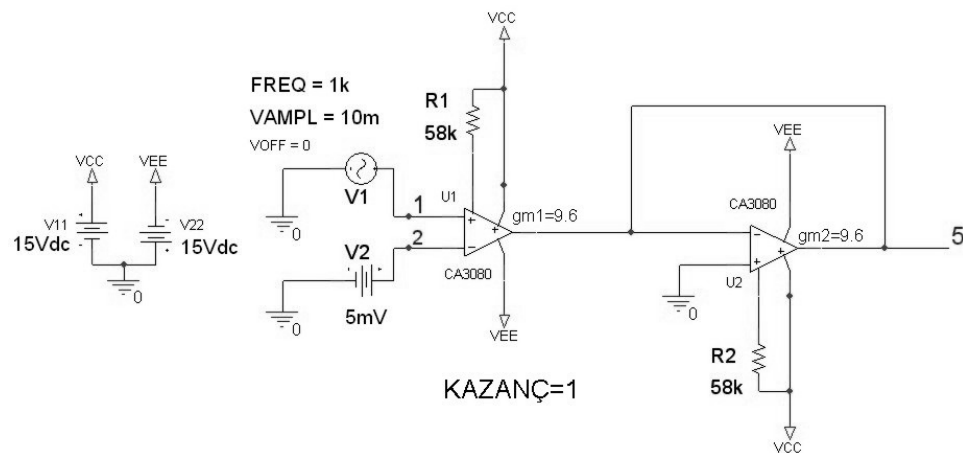 VCC
FREQ = 1k
VAMPL = 10m
VOFF = 0
R1
58k
VEE
CA3080
VCC
VEE
V11
15Vdc
V22
15Vdc
0
V1
0
1
2
U1
+
-
+
gm1=9.6
V2
5mV
0
CA3080
VEE
-
+
+
gm2=9.6
5
U2
0
R2
58k
VCC
KAZANÇ=1